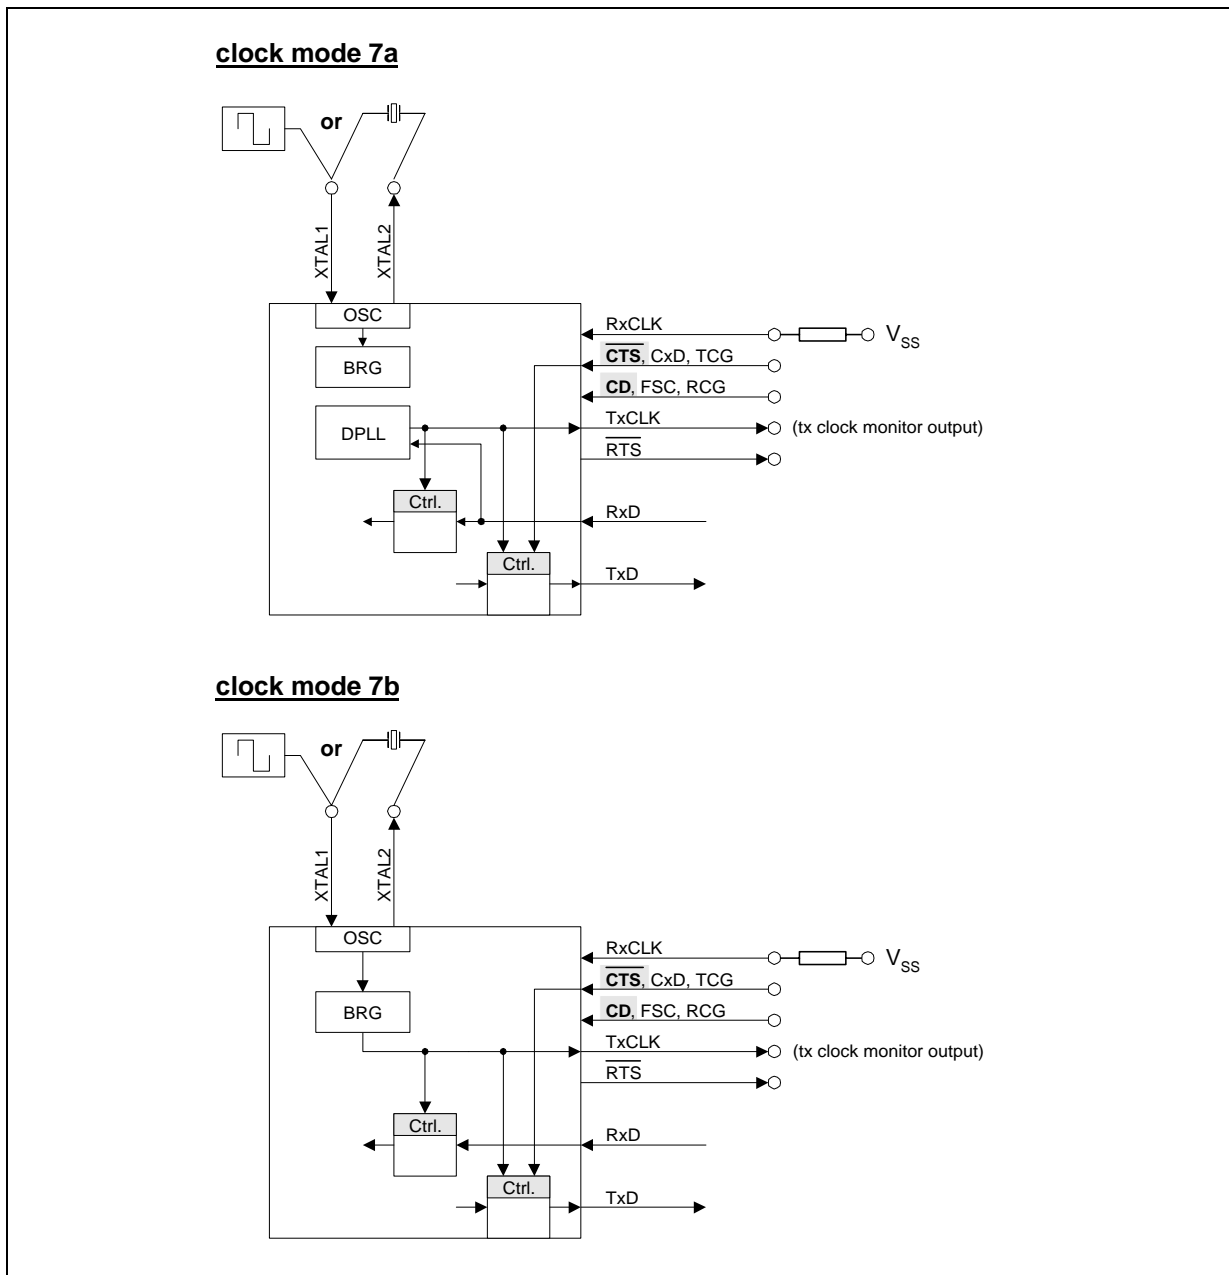 clock mode 7a
or
XTAL1
XTAL2
OSC
BRG
DPLL
Ctrl.
Ctrl.
RxCLK
VSS
CTS, CxD, TCG
CD, FSC, RCG
TxCLK
(tx clock monitor output)
RTS
RxD
TxD
clock mode 7b
or
XTAL1
XTAL2
OSC
BRG
Ctrl.
Ctrl.
RxCLK
VSS
CTS, CxD, TCG
CD, FSC, RCG
TxCLK
(tx clock monitor output)
RTS
RxD
TxD